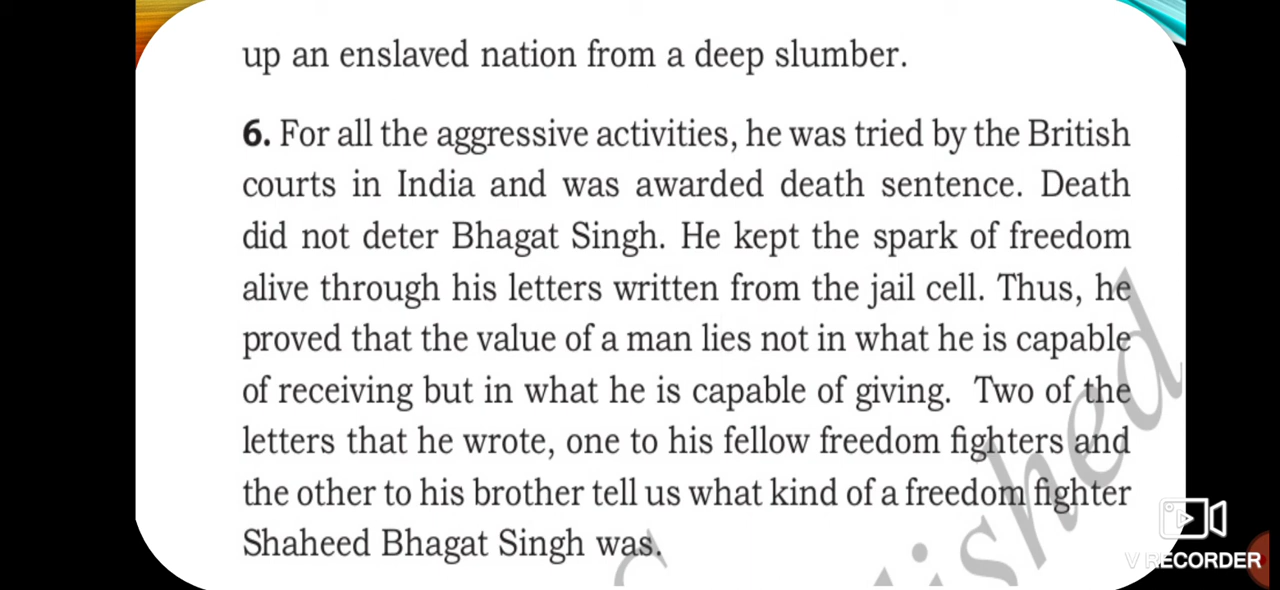 up an enslaved nation from a deep slumber.
6. For all the aggressive activities, he was tried by the British
courts in India and was awarded death sentence. Death
did not deter Bhagat Singh. He kept the spark of freedom
alive through his letters written from the jail cell. Thus, he
proved that the value of a man lies not in what he is capable
of receiving but in what he is capable of giving. Two of the
letters that he wrote, one to his fellow freedom fighters and
the other to his brother tell us what kind of a freedom fighter
Shaheed Bhagat Singh was.
ished
V RECORDER